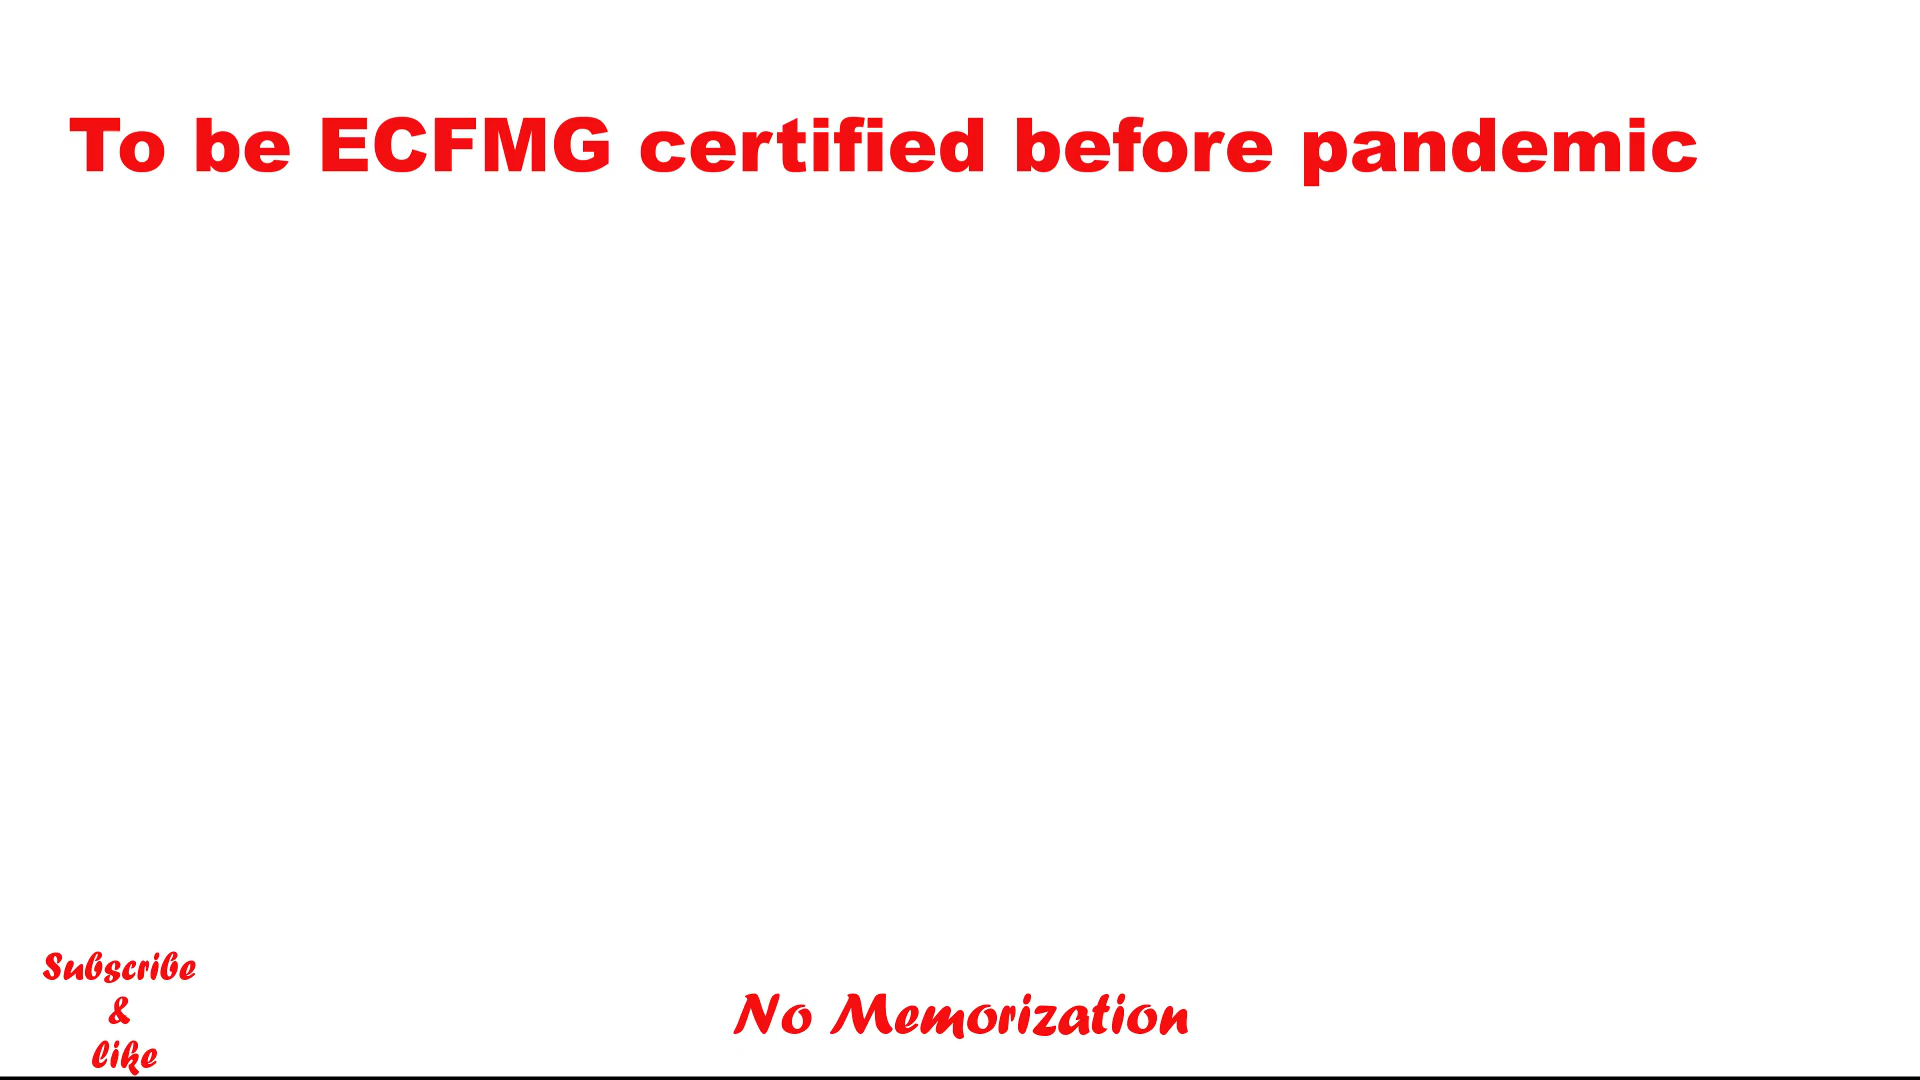 To be ECFMG certified before pandemic
Subscribe
&
like
No Memorization